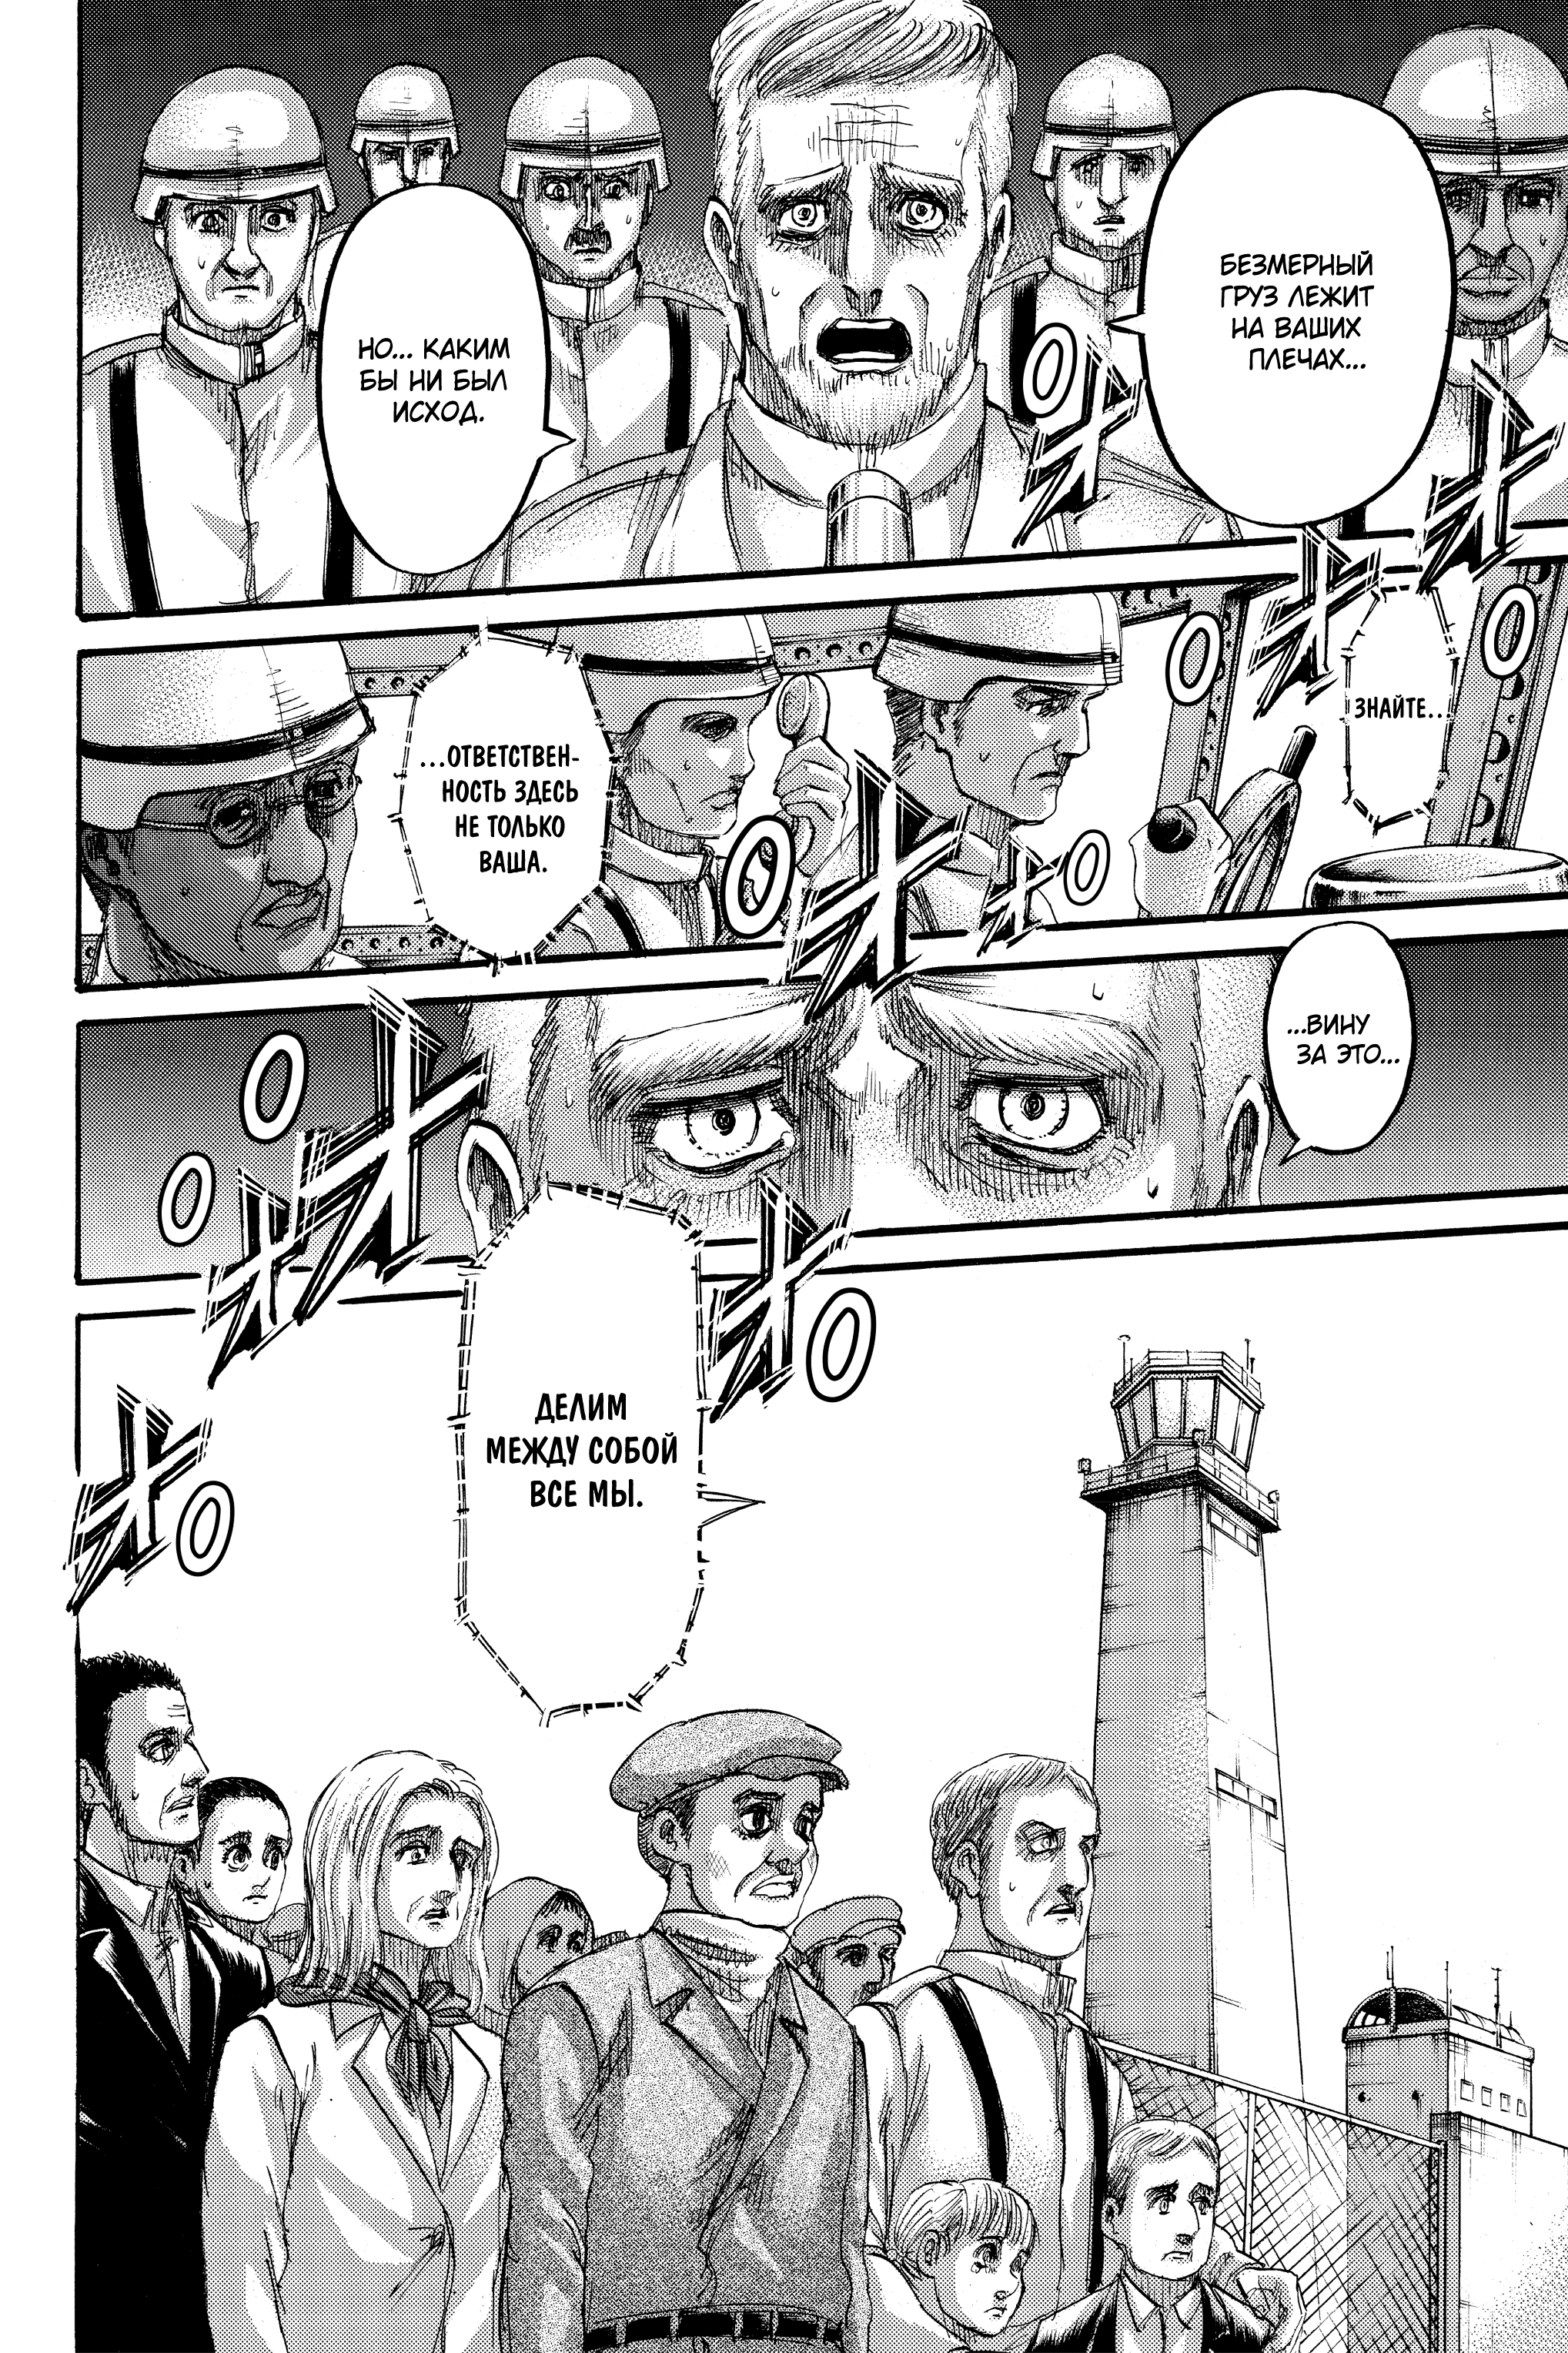 БЕЗМЕРНЫЙ
ГРУЗ ЛЕЖИТ
НА ВАШИХ
ПЛЕЧАХ...
НО... КАКИМ
БЫ НИ БЫЛ
ИСХОД.
ЗНАЙТЕ...
...ОТВЕТСТВЕН-
НОСТЬ ЗДЕСЬ
НЕ ТОЛЬКО
ВАША.
...ВИНУ
ЗА ЭТО...
ДЕЛИМ
МЕЖДУ СОБОЙ
ВСЕ МЫ.